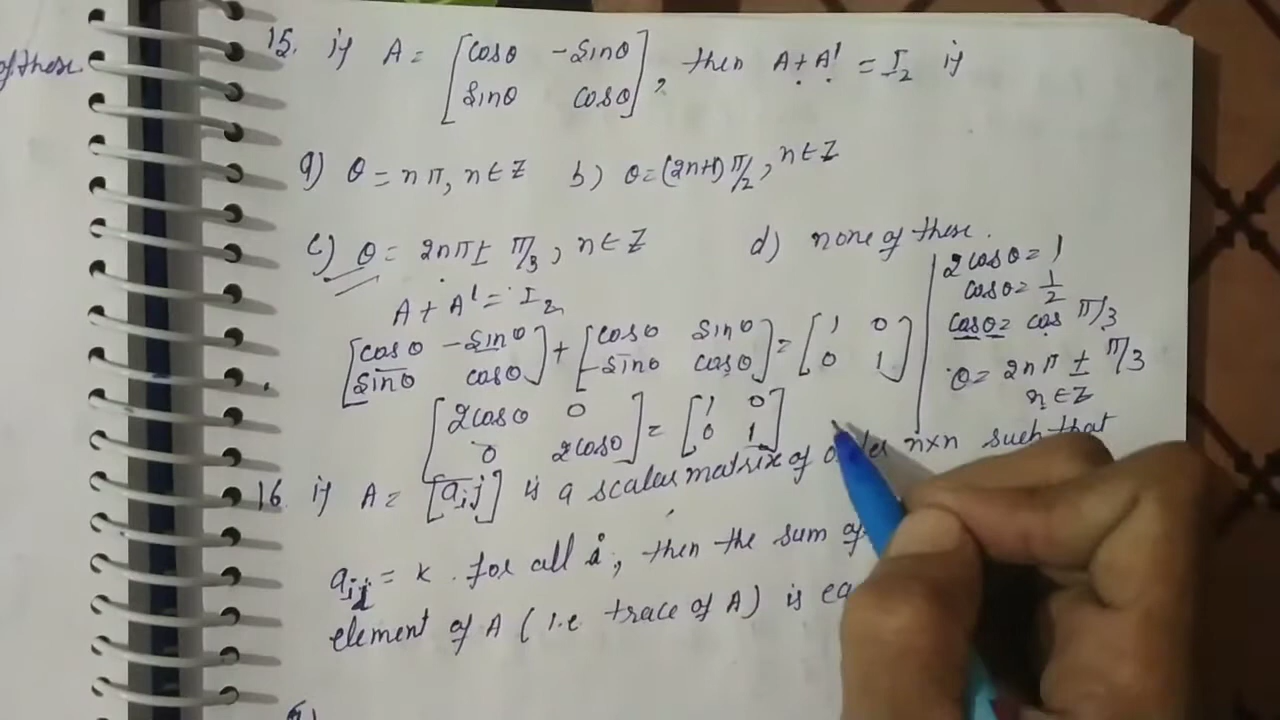 of these.
15. if A = [cosθ -sinθ
sinθ cosθ], then A + A' = I2 if
a) θ = nπ, n ∈ Z b) θ = (2n+1) π/2, n ∈ Z
c) θ = 2nπ ± π/3, n ∈ Z d) none of these.
A + A' = I2
[cosθ -sinθ
sinθ cosθ] + [cosθ sinθ
-sinθ cosθ] = [1 0
0 1]
[2cosθ 0
0 2cosθ] = [1 0
0 1]
2cosθ = 1
cosθ = 1/2
cosθ = cos π/3
θ = 2nπ ± π/3
n ∈ Z
16. if A = [aij] is a scalar matrix of n×n such that
aii = k. for all i, then the sum of
element of A (i.e trace of A) is